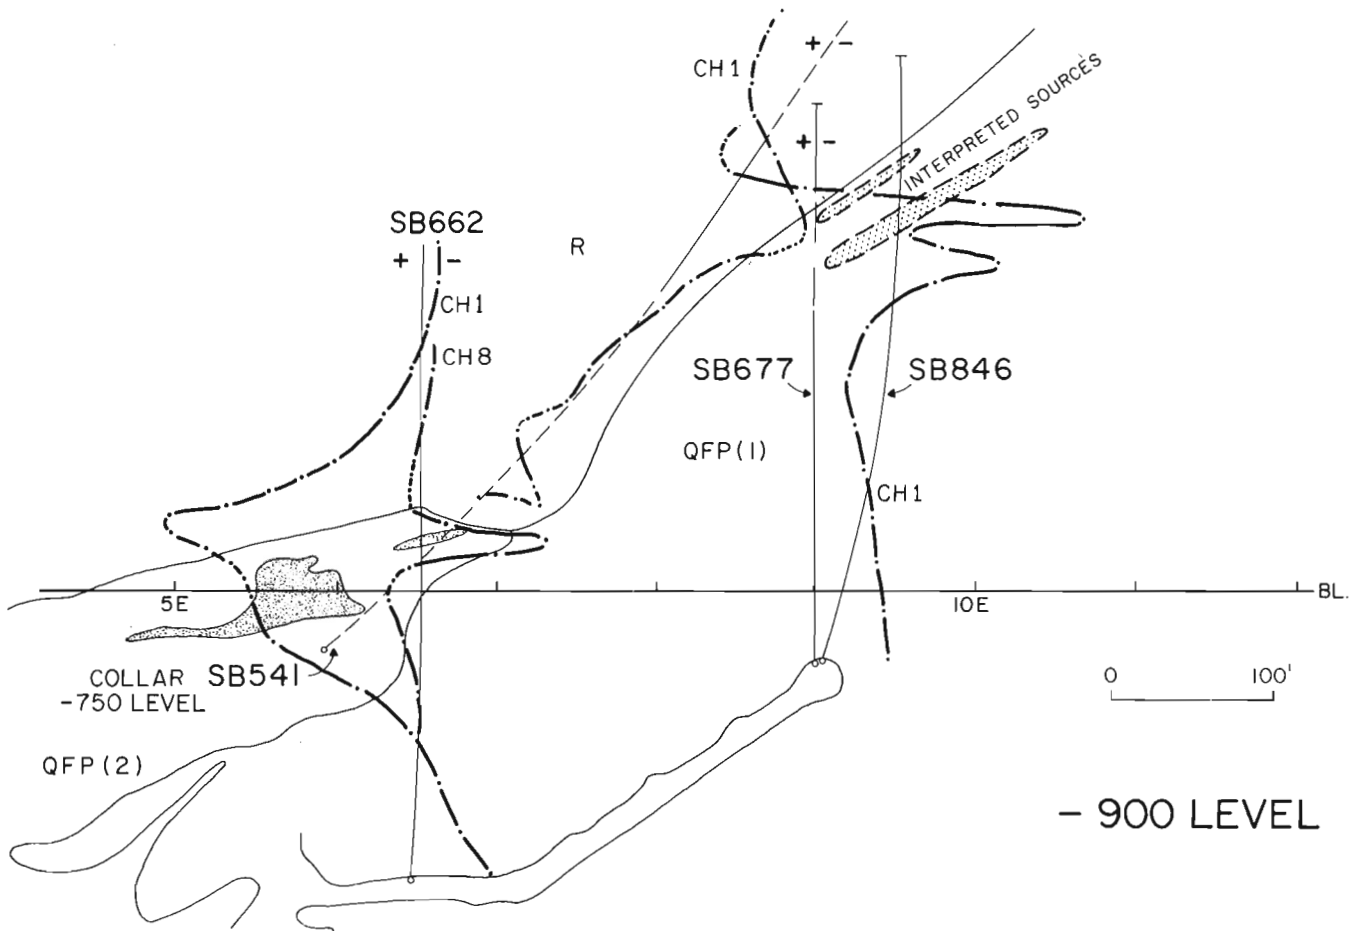 + -
CH1
INTERPRETED SOURCES
+ -
SB662
R
+ -
CH1
CH8
SB677
SB846
QFP(1)
CH1
5E
10E
BL.
COLLAR
-750 LEVEL
SB541
0 100'
QFP(2)
- 900 LEVEL